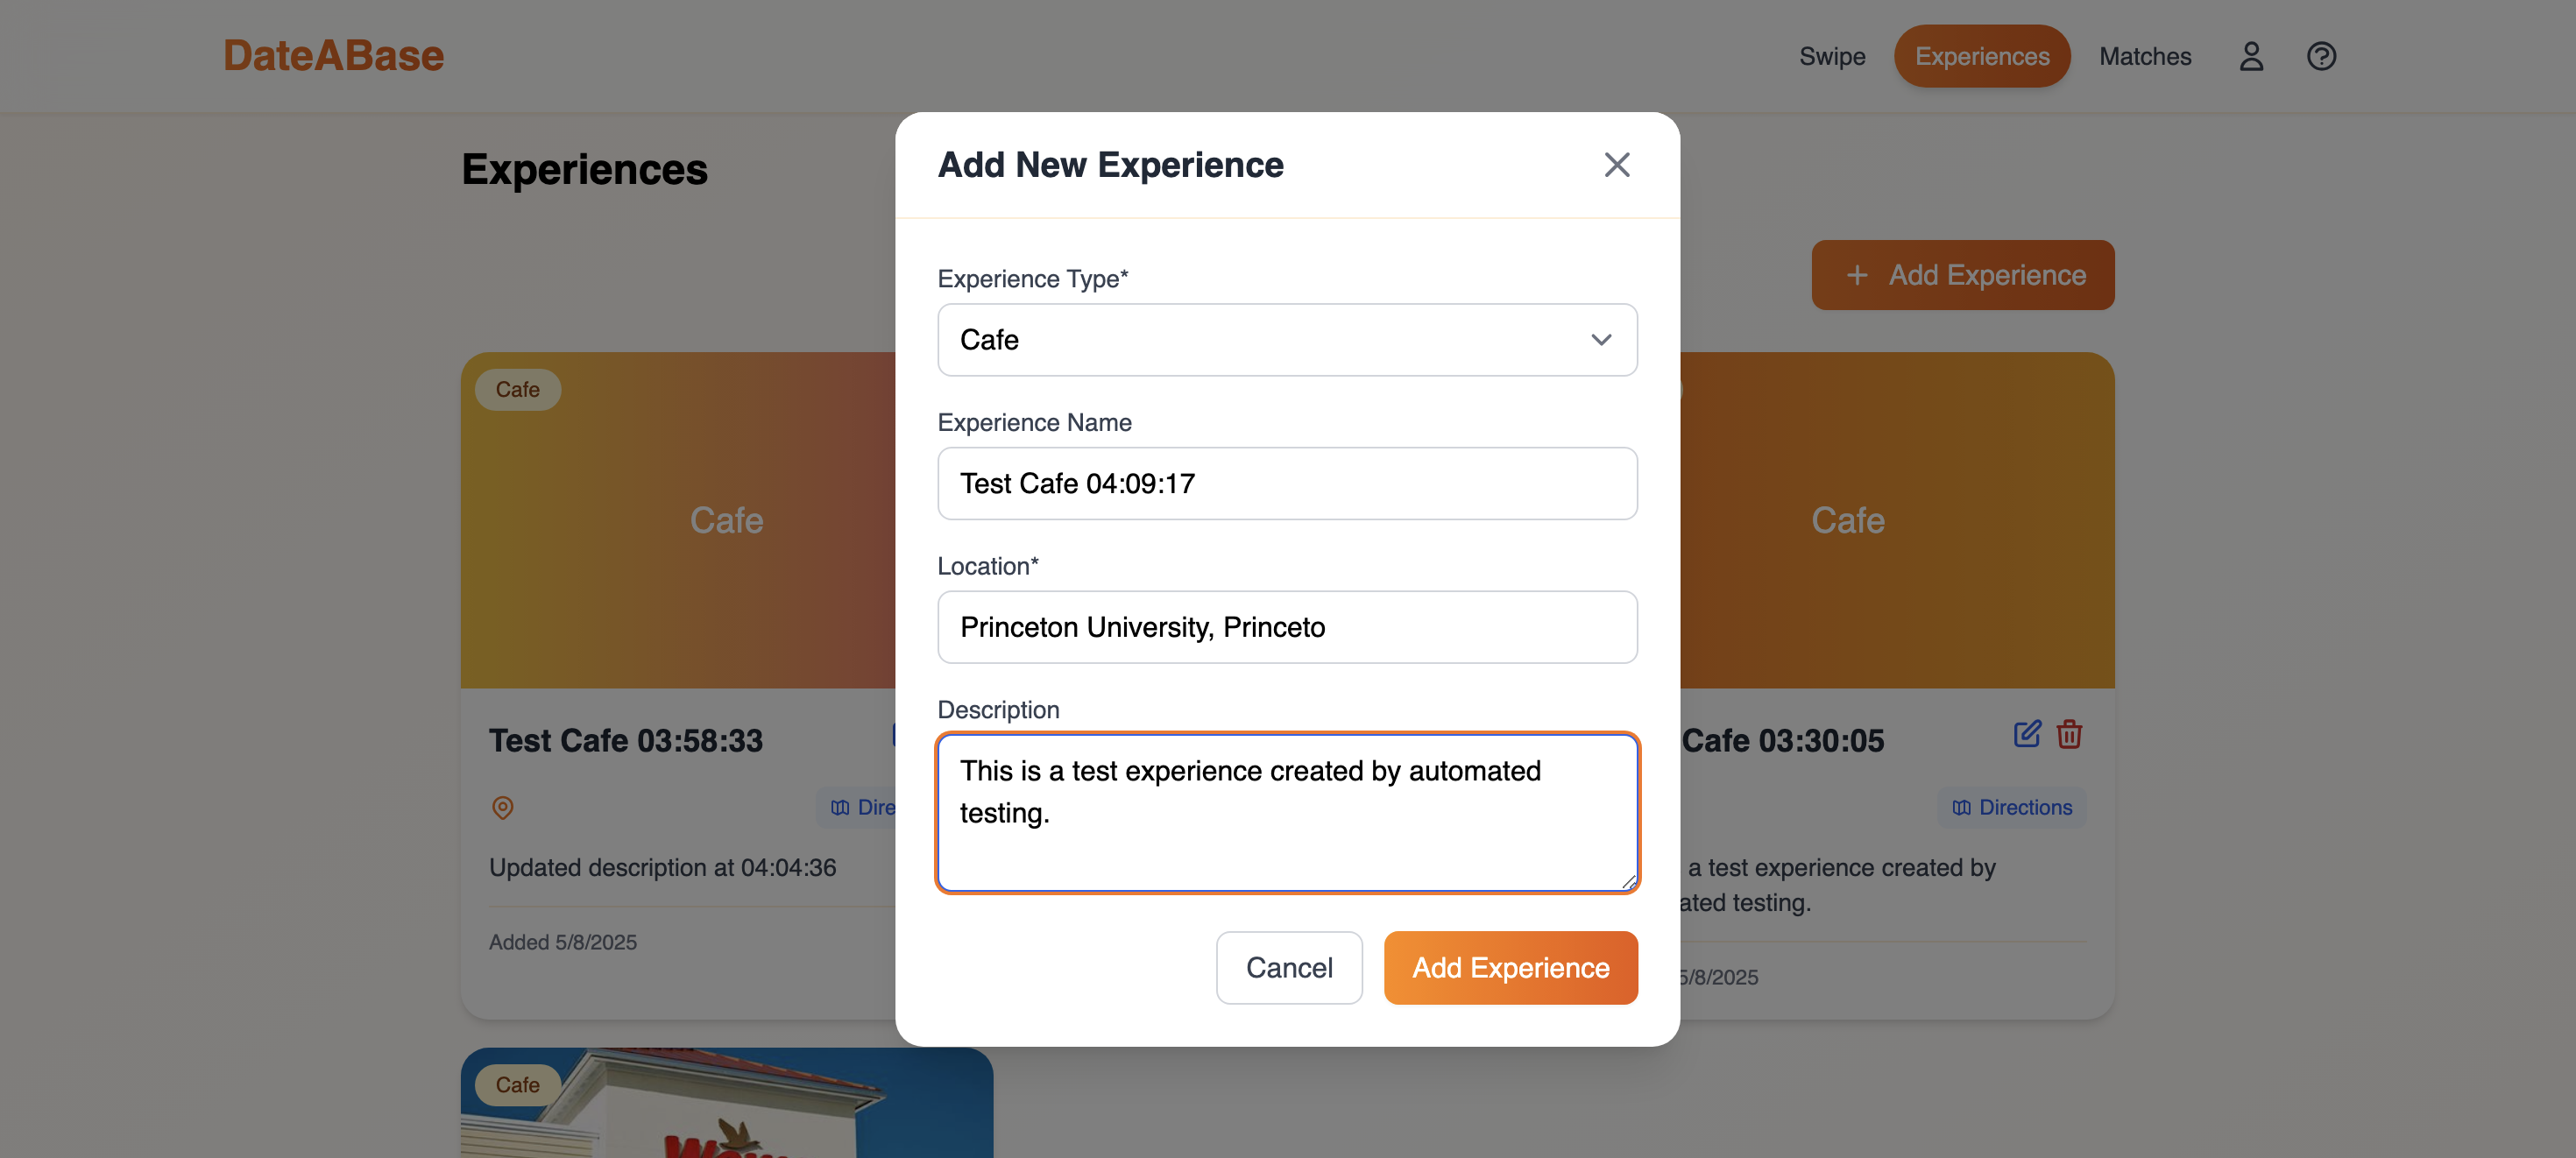 DateABase
Swipe
Experiences
Matches
Experiences
Add Experience
Add New Experience
Experience Type*
Cafe
Experience Name
Test Cafe 04:09:17
Location*
Princeton University, Princeto
Description
This is a test experience created by automated
testing.
Cancel
Add Experience
Cafe
Cafe
Test Cafe 03:58:33
Dire
Updated description at 04:04:36
Added 5/8/2025
Cafe
Cafe 03:30:05
Directions
a test experience created by
ated testing.
5/8/2025
Cafe